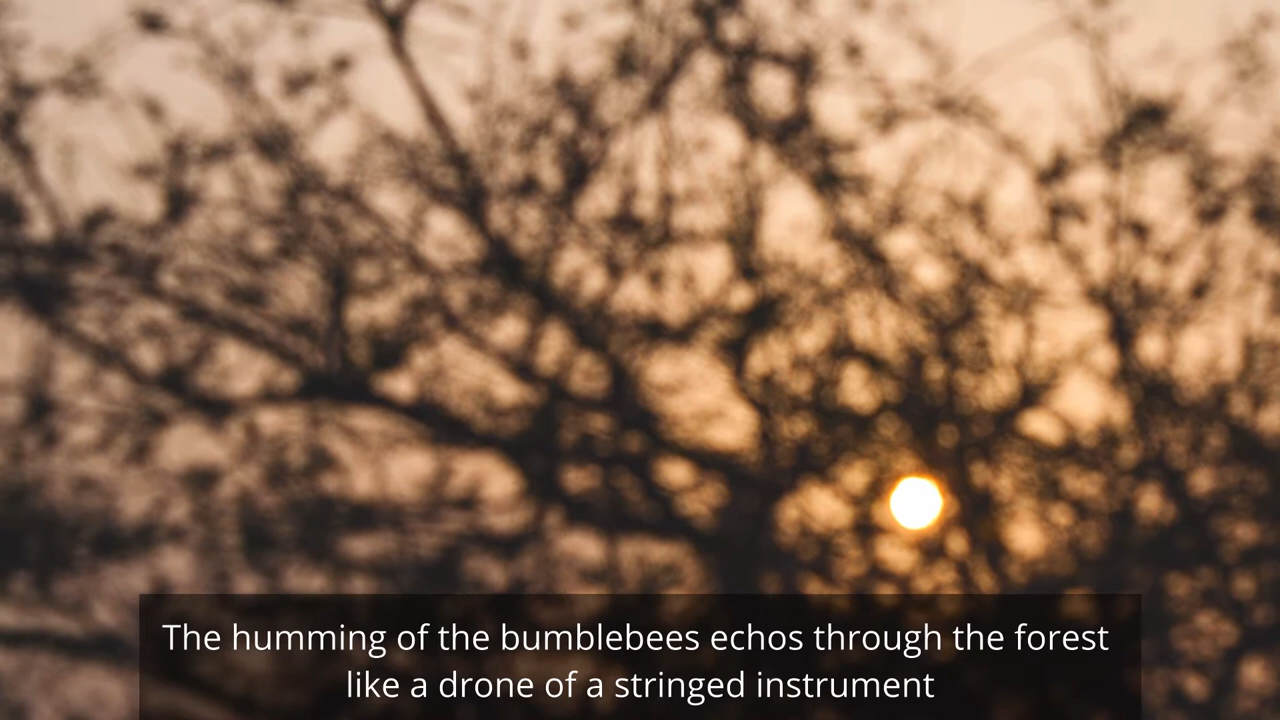 The humming of the bumblebees echos through the forest
like a drone of a stringed instrument